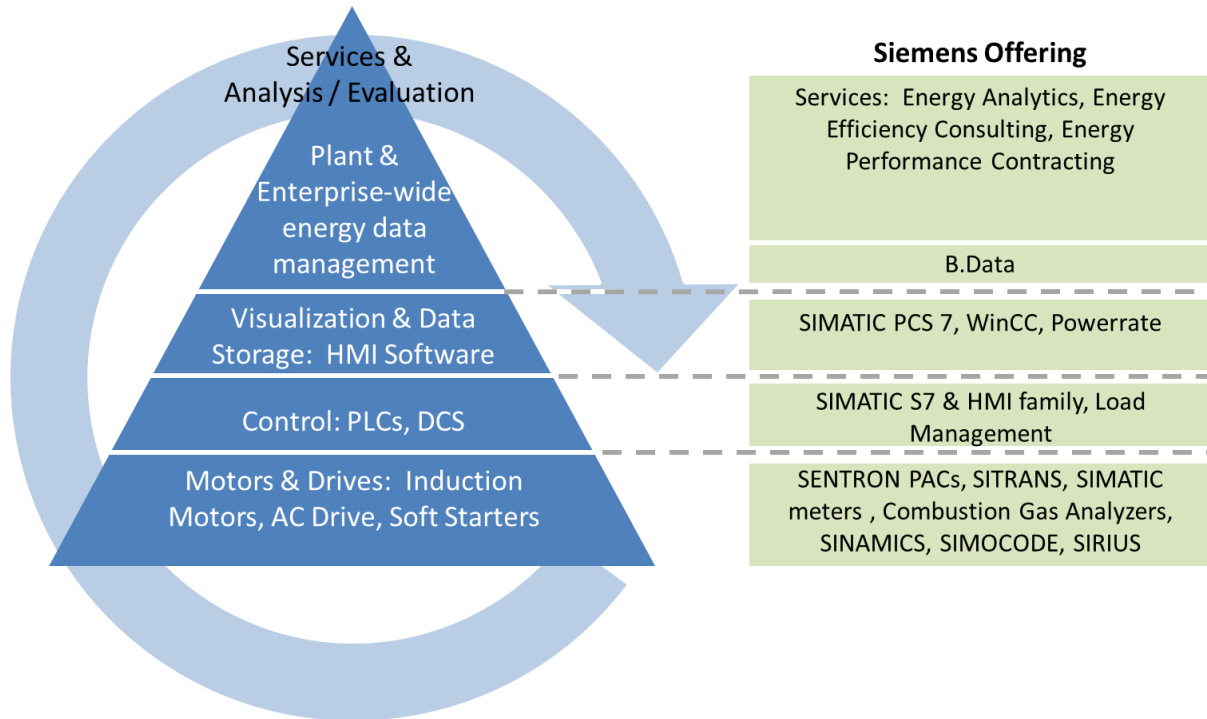 Services &
Analysis / Evaluation
Plant &
Enterprise-wide
energy data
management
Visualization & Data
Storage:  HMI Software
Control: PLCs, DCS
Motors & Drives:  Induction
Motors, AC Drive, Soft Starters
Siemens Offering
Services:  Energy Analytics, Energy
Efficiency Consulting, Energy
Performance Contracting
B.Data
SIMATIC PCS 7, WinCC, Powerrate
SIMATIC S7 & HMI family, Load
Management
SENTRON PACs, SITRANS, SIMATIC
meters , Combustion Gas Analyzers,
SINAMICS, SIMOCODE, SIRIUS